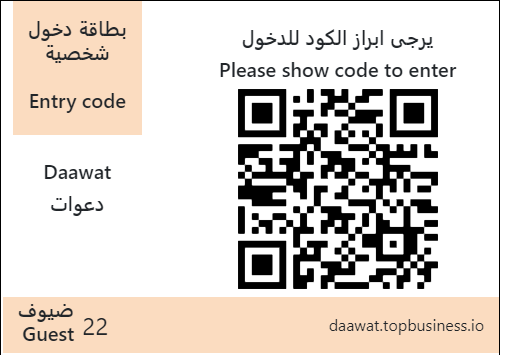 بطاقة دخول
شخصية
Entry code
Daawat
دعوات
يرجى ابراز الكود للدخول
Please show code to enter
ضيوف
Guest 22
daawat.topbusiness.io